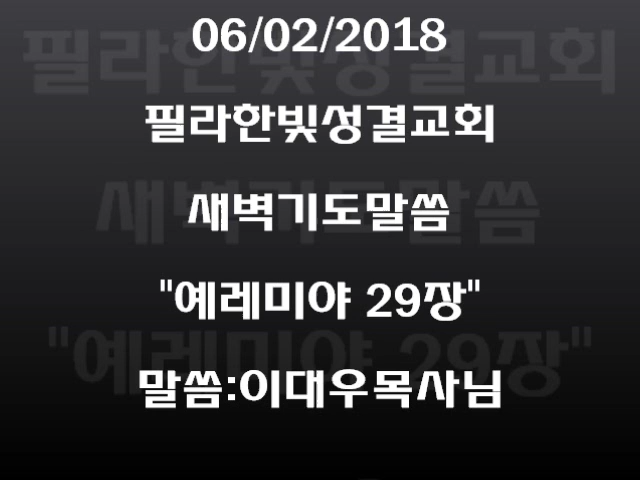 06/02/2018
필라한빛성결교회
새벽기도말씀
"예레미야 29장"
말씀:이대우목사님